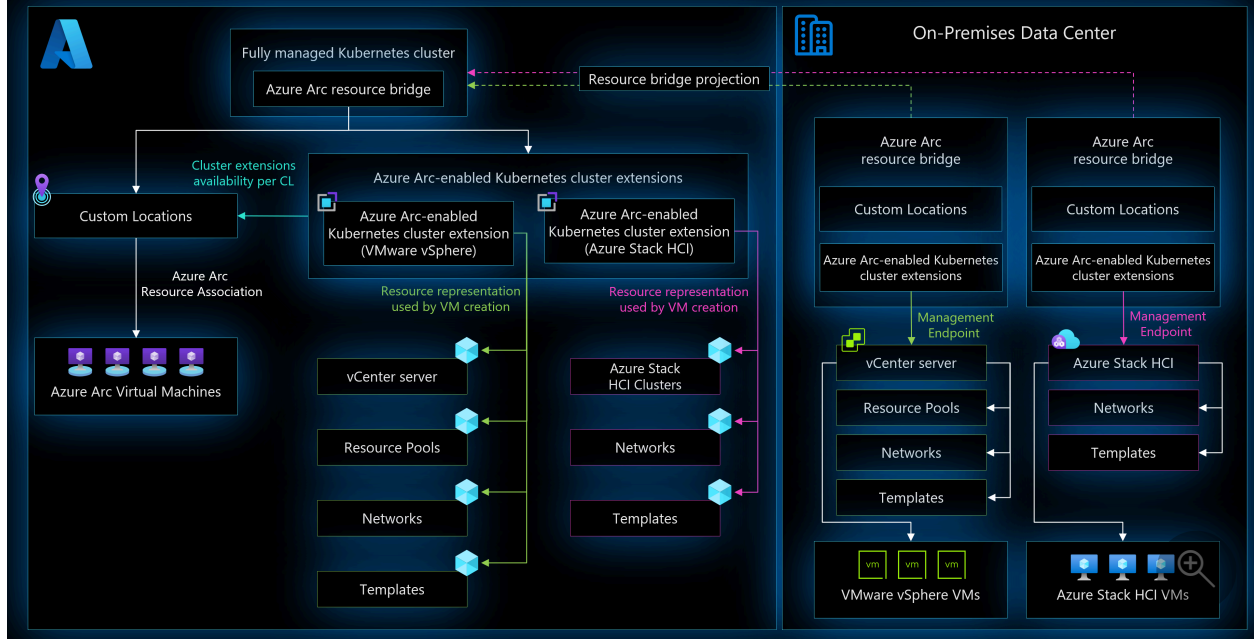 Fully managed Kubernetes cluster
Azure Arc resource bridge
Resource bridge projection
Cluster extensions
availability per CL
Custom Locations
Azure Arc
Resource Association
Azure Arc Virtual Machines
Azure Arc-enabled Kubernetes cluster extensions
Azure Arc-enabled
Kubernetes cluster extension
(VMware vSphere)
Azure Arc-enabled
Kubernetes cluster extension
(Azure Stack HCI)
Resource representation
used by VM creation
vCenter server
Resource Pools
Networks
Templates
Resource representation
used by VM creation
Azure Stack
HCI Clusters
Networks
Templates
On-Premises Data Center
Azure Arc
resource bridge
Custom Locations
Azure Arc-enabled Kubernetes
cluster extensions
Management
Endpoint
vCenter server
Resource Pools
Networks
Templates
vm
vm
vm
VMware vSphere VMs
Azure Arc
resource bridge
Custom Locations
Azure Arc-enabled Kubernetes
cluster extensions
Management
Endpoint
Azure Stack HCI
Networks
Templates
Azure Stack HCI VMs